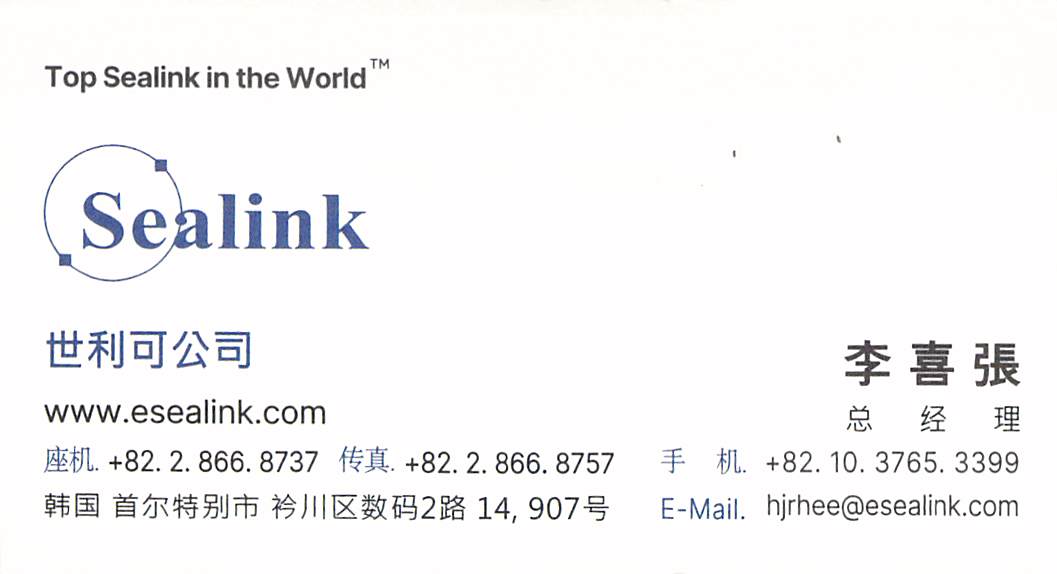 Top Sealink in the World™
Sealink
世利可公司
李喜張
www.esealink.com
总 经 理
座机. +82. 2. 866. 8737 传真. +82. 2. 866. 8757 手 机. +82. 10. 3765. 3399
韩国 首尔特别市 衿川区数码2路 14, 907号 E-Mail. hjrhee@esealink.com